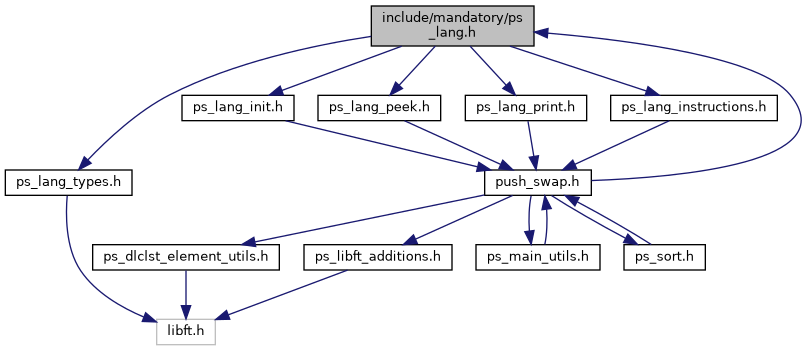 include/mandatory/ps
_lang.h
ps_lang_init.h
ps_lang_peek.h
ps_lang_print.h
ps_lang_instructions.h
ps_lang_types.h
push_swap.h
ps_dlclst_element_utils.h
ps_libft_additions.h
ps_main_utils.h
ps_sort.h
libft.h